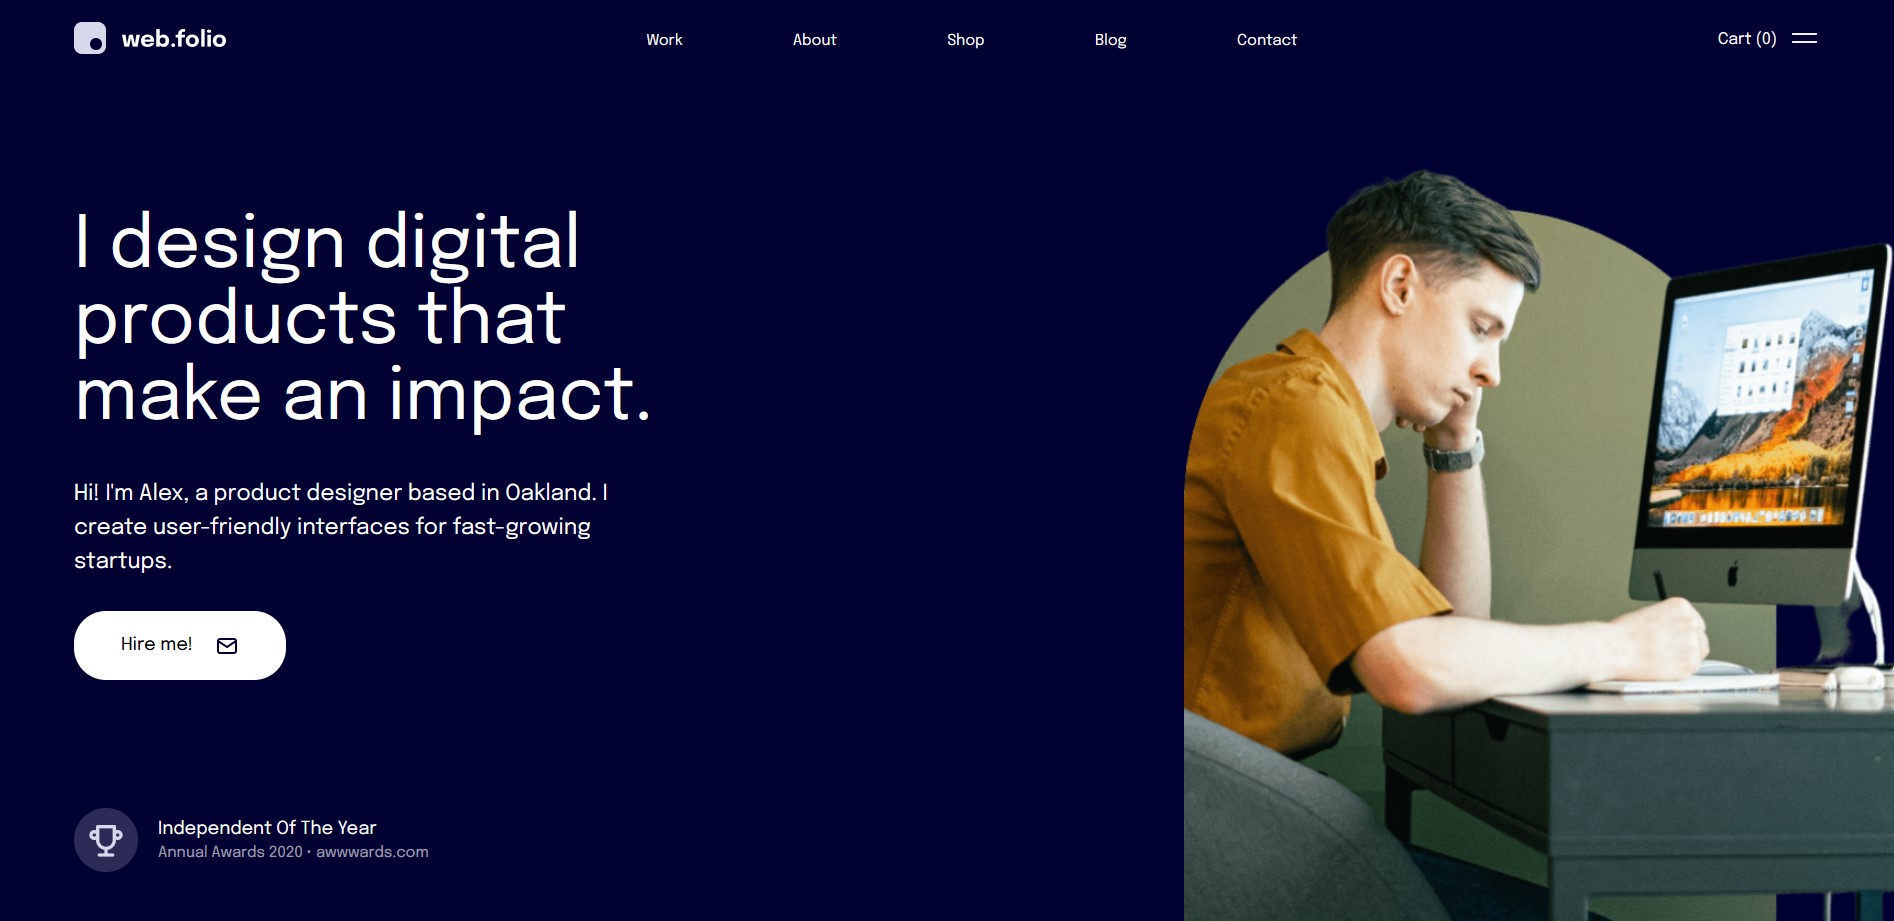 web.folio
Work About Shop Blog Contact
Cart (0)
I design digital
products that
make an impact.
Hi! I'm Alex, a product designer based in Oakland. I
create user-friendly interfaces for fast-growing
startups.
Hire me!
Independent Of The Year
Annual Awards 2020 • awwwards.com